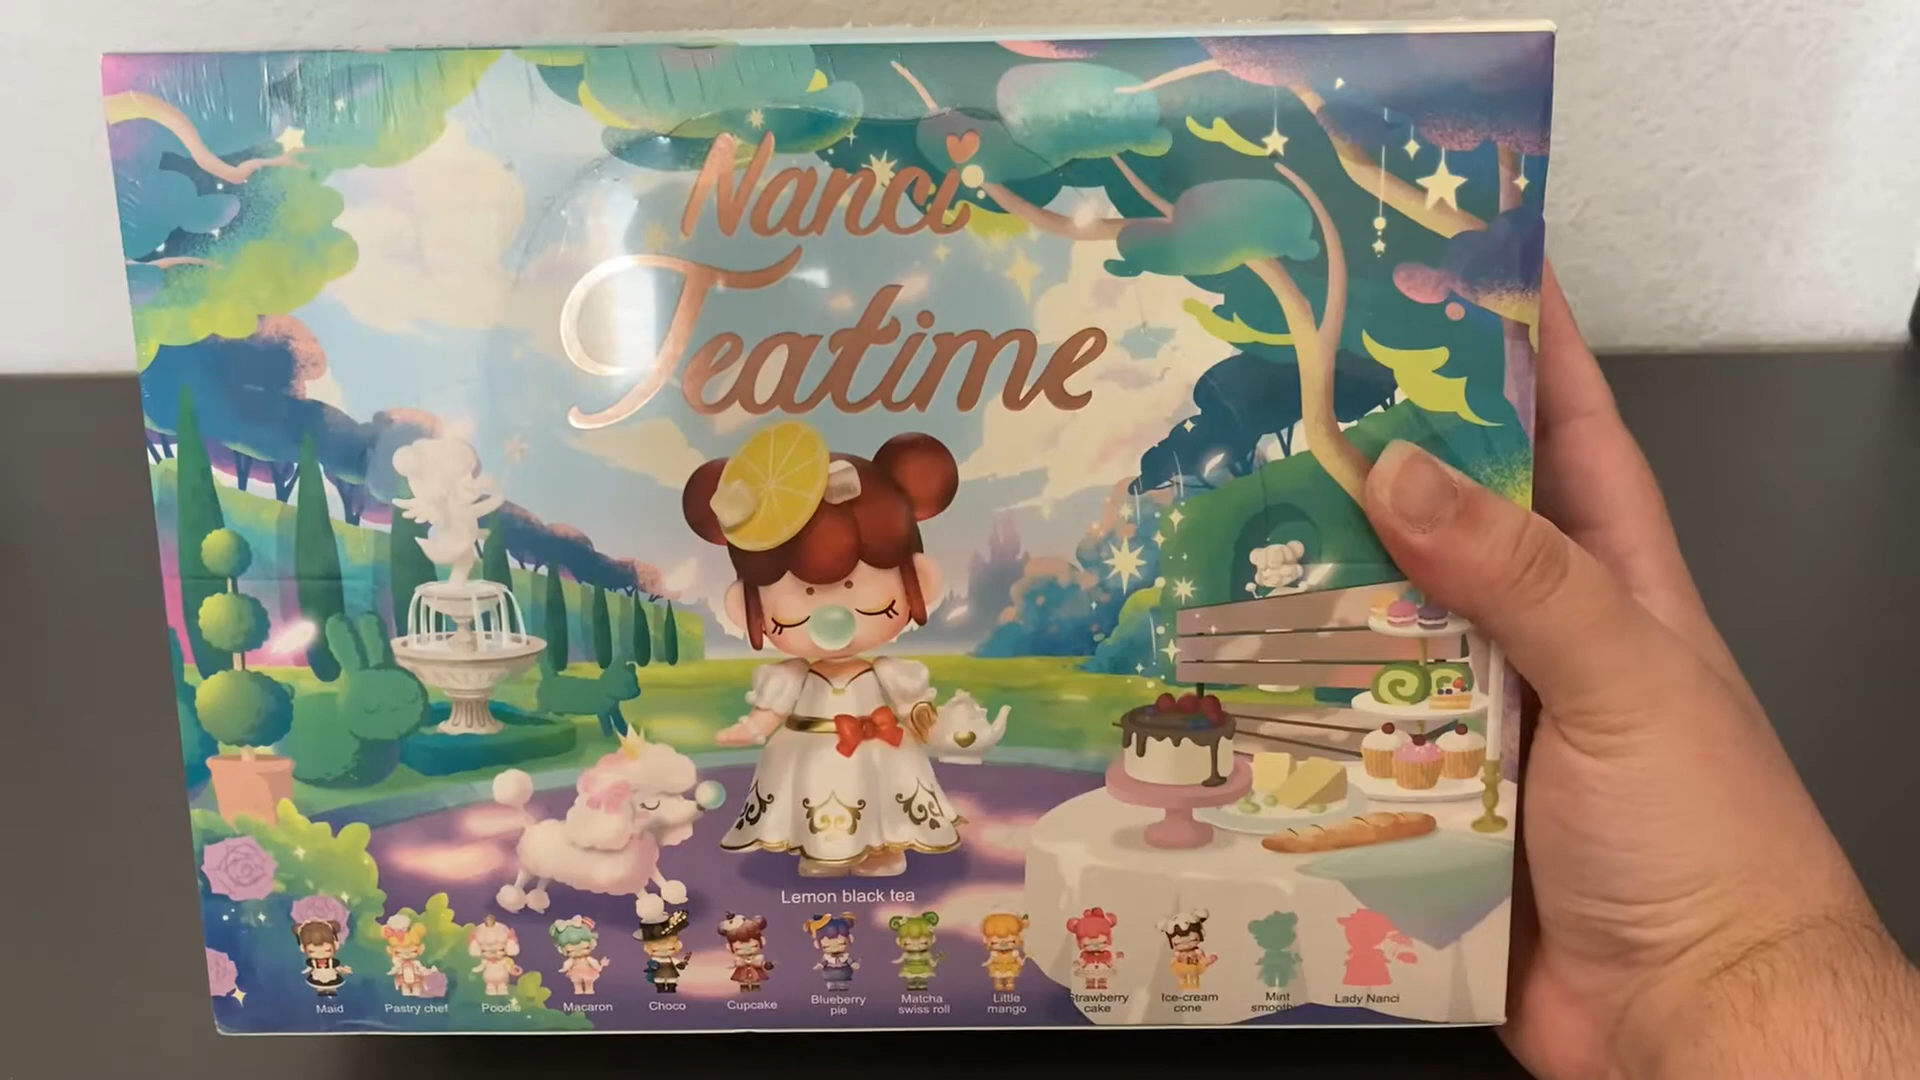 Nanci
Teatime
Lemon black tea
Maid
Pastry chef
Poodle
Macaron
Choco
Cupcake
Blueberry
pie
Matcha
swiss roll
Little
mango
Strawberry
cake
Ice-cream
cone
Mint
smoothie
Lady Nanci